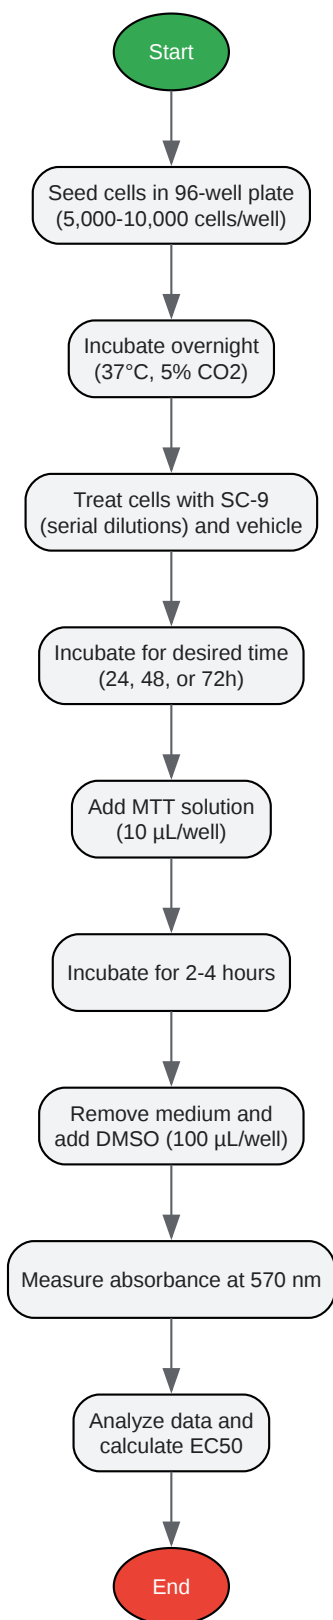 Start
Seed cells in 96-well plate
(5,000-10,000 cells/well)
Incubate overnight
(37°C, 5% CO2)
Treat cells with SC-9
(serial dilutions) and vehicle
Incubate for desired time
(24, 48, or 72h)
Add MTT solution
(10 µL/well)
Incubate for 2-4 hours
Remove medium and
add DMSO (100 µL/well)
Measure absorbance at 570 nm
Analyze data and
calculate EC50
End